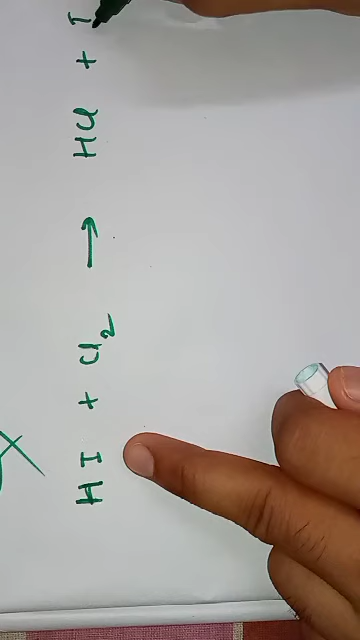 HI + Cl₂ → HCl + I